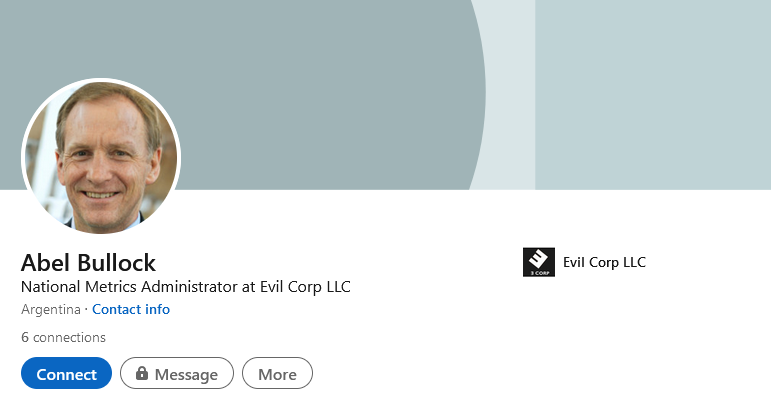 Abel Bullock
National Metrics Administrator at Evil Corp LLC
Argentina · Contact info
6 connections
Connect
Message
More
3 CORP
Evil Corp LLC